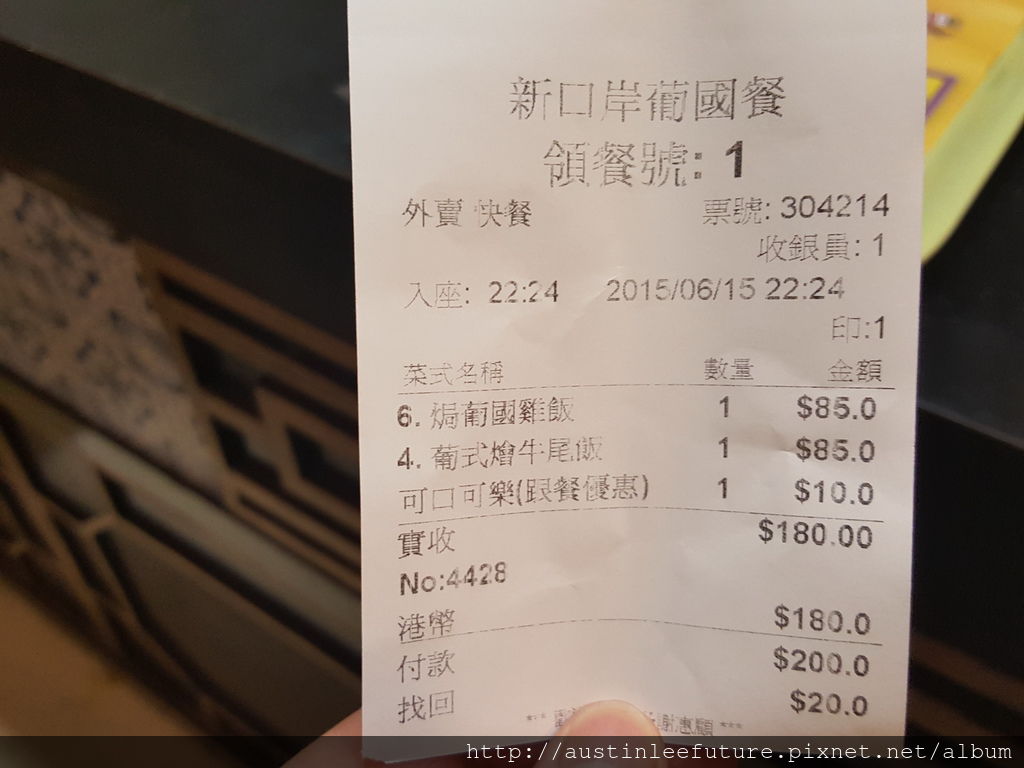 新口岸葡國餐
領餐號: 1
外賣 快餐 票號: 304214
收銀員: 1
入座: 22:24 2015/06/15 22:24
印:1
菜式名稱 數量 金額
6. 焗葡國雞飯 1 $85.0
4. 葡式燴牛尾飯 1 $85.0
可口可樂(跟餐優惠) 1 $10.0
實收 $180.00
No:4428
港幣 $180.0
付款 $200.0
找回 $20.0
謝惠顧 ***
http://austinleefuture.pixnet.net/album